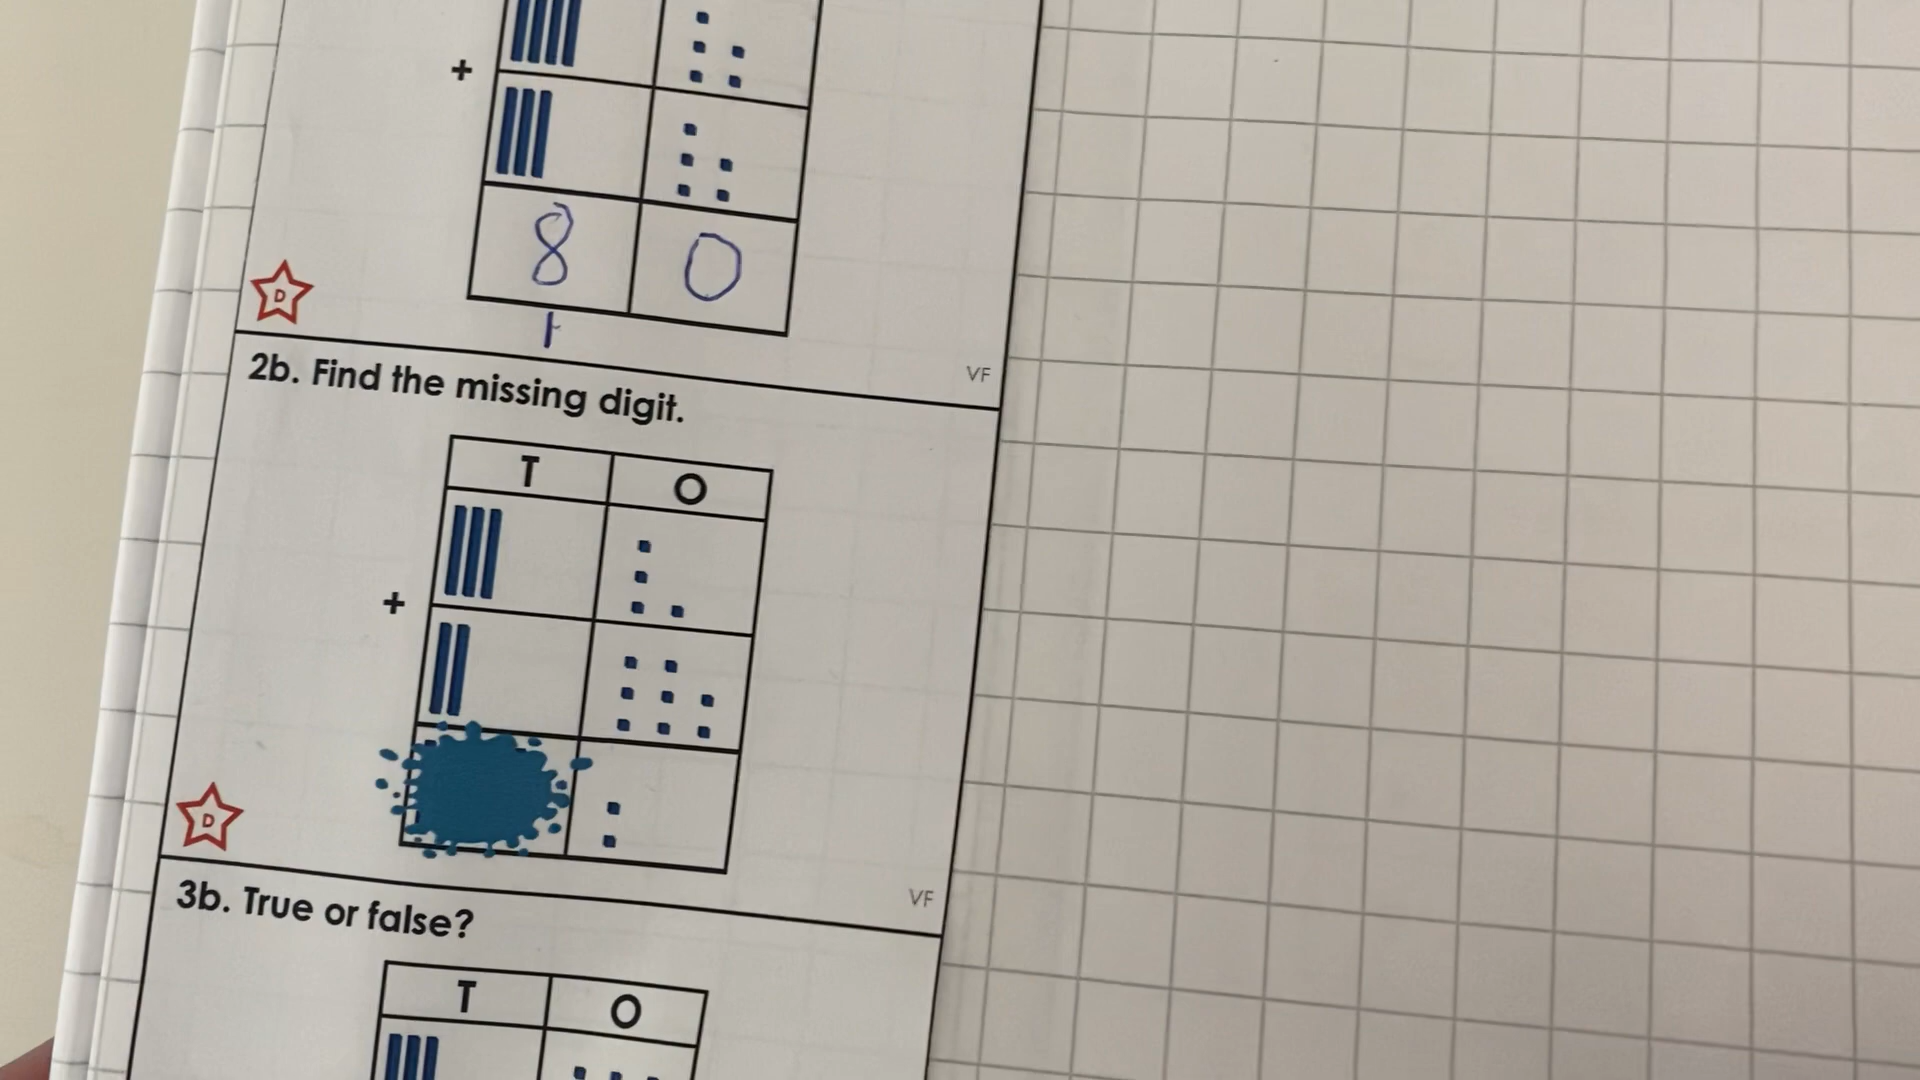 +
8 0
1
D
VF
2b. Find the missing digit.
T O
+
D
VF
3b. True or false?
T O